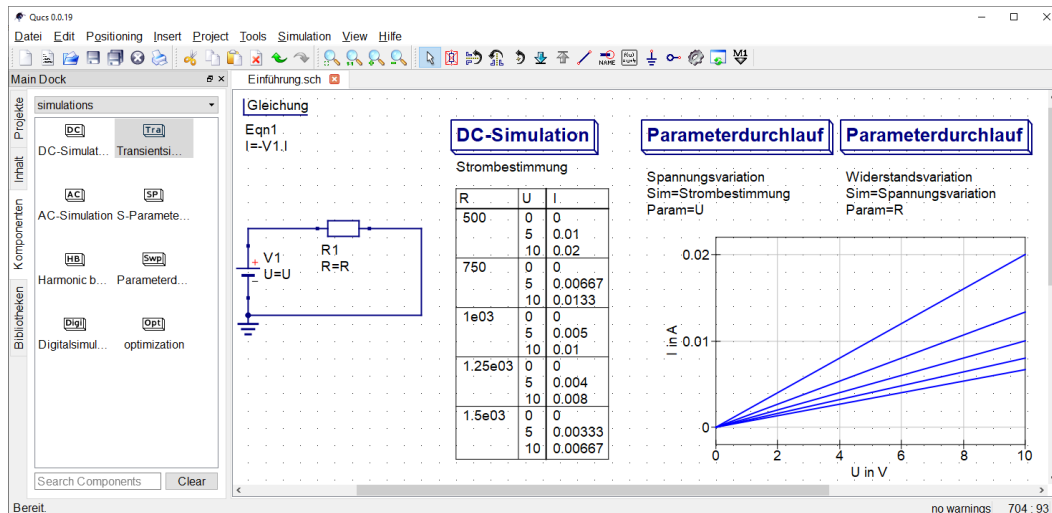 Qucs 0.0.19
Datei Edit Positioning Insert Project Tools Simulation View Hilfe
NAME
M1
Main Dock
Einführung.sch
Projekte
Inhalt
Komponenten
Bibliotheken
simulations
DC
Tra
DC-Simulat... Transientsi...
AC
SP
AC-Simulation S-Paramete...
HB
Swp
Harmonic b... Parameterd...
Digi
Opt
Digitalsimul... optimization
Search Components
Clear
Gleichung
Eqn1
I=-V1.I
V1
U=U
R1
R=R
DC-Simulation
Strombestimmung
R U I
500 0 0
5 0.01
10 0.02
750 0 0
5 0.00667
10 0.0133
1e03 0 0
5 0.005
10 0.01
1.25e03 0 0
5 0.004
10 0.008
1.5e03 0 0
5 0.00333
10 0.00667
Parameterdurchlauf
Spannungsvariation
Sim=Strombestimmung
Param=U
Parameterdurchlauf
Widerstandsvariation
Sim=Spannungsvariation
Param=R
0.02
0.01
0
I in A
0 2 4 6 8 10
U in V
Bereit.
no warnings 704 : 93